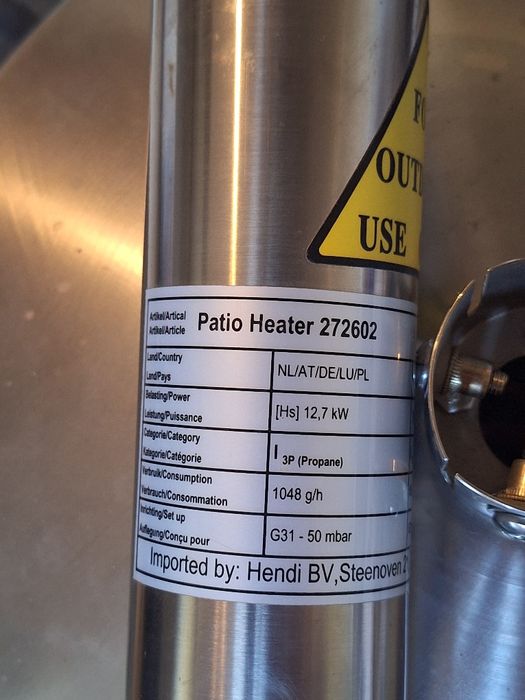 OUT
USE
Artikel/Artical
Artikel/Article
Patio Heater 272602
Land/Country
Land/Pays
NL/AT/DE/LU/PL
Belasting/Power
Leistung/Puissance
[Hs] 12,7 kW
Categorie/Category
Kategorie/Catégorie
I 3P (Propane)
Verbruik/Consumption
Verbrauch/Consommation
1048 g/h
Inrichting/Set up
Auflegung/Conçu pour
G31 - 50 mbar
Imported by: Hendi BV,Steenoven 2